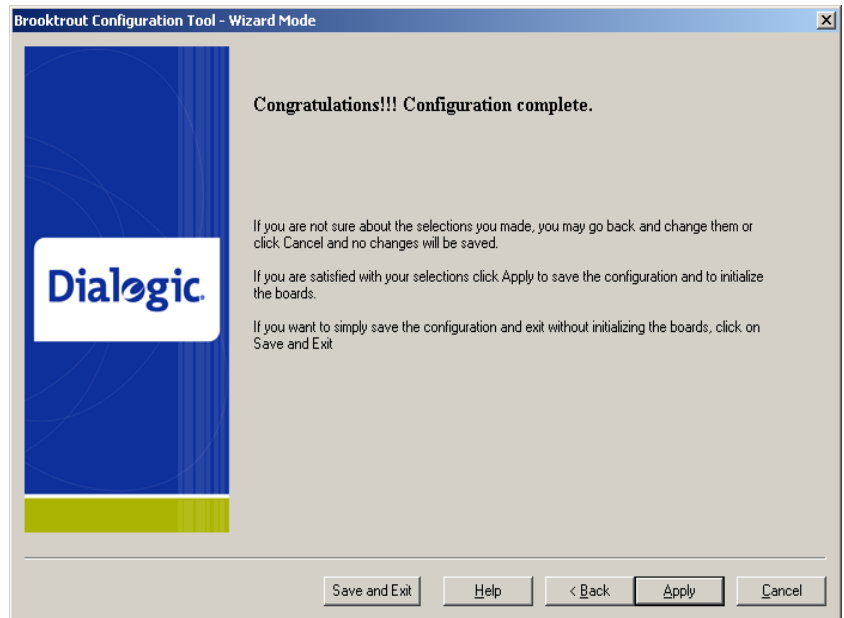 Brooktrout Configuration Tool - Wizard Mode
Congratulations!!! Configuration complete.
If you are not sure about the selections you made, you may go back and change them or
click Cancel and no changes will be saved.
Dialogic.
If you are satisfied with your selections click Apply to save the configuration and to initialize
the boards.
If you want to simply save the configuration and exit without initializing the boards, click on
Save and Exit
Save and Exit
Help
< Back
Apply
Cancel